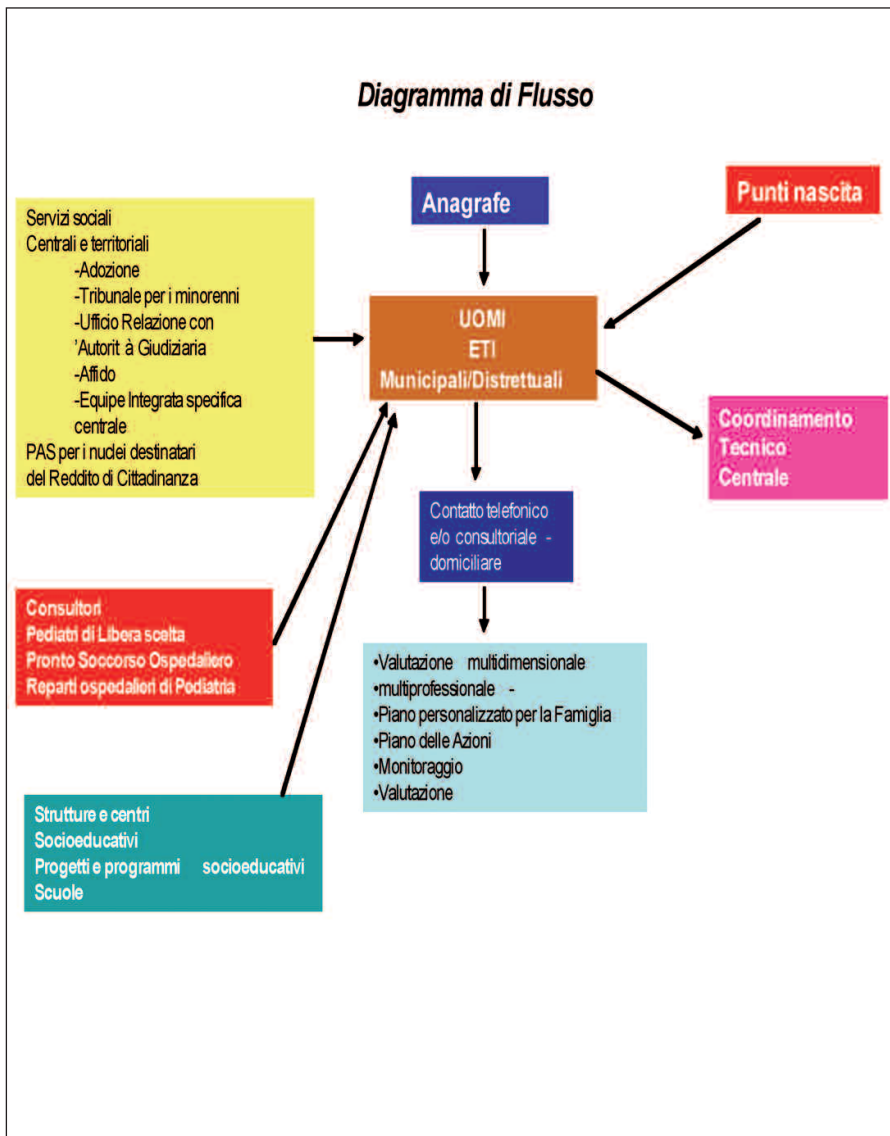 Diagramma di Flusso
Anagrafe
Punti nascita
Servizi sociali
Centrali e territoriali
-Adozione
-Tribunale per i minorenni
-Ufficio Relazione con
'Autorit à Giudiziaria
-Affido
-Equipe Integrata specifica
centrale
PAS per i nuclei destinatari
del Reddito di Cittadinanza
UOMI
ETI
Municipali/Distrettuali
Coordinamento
Tecnico
Centrale
Contatto telefonico
e/o consultoriale -
domiciliare
Consultori
Pediatri di Libera scelta
Pronto Soccorso Ospedaliero
Reparti ospedalieri di Pediatria
•Valutazione multidimensionale
•multiprofessionale -
•Piano personalizzato per la Famiglia
•Piano delle Azioni
•Monitoraggio
•Valutazione
Strutture e centri
Socioeducativi
Progetti e programmi socioeducativi
Scuole